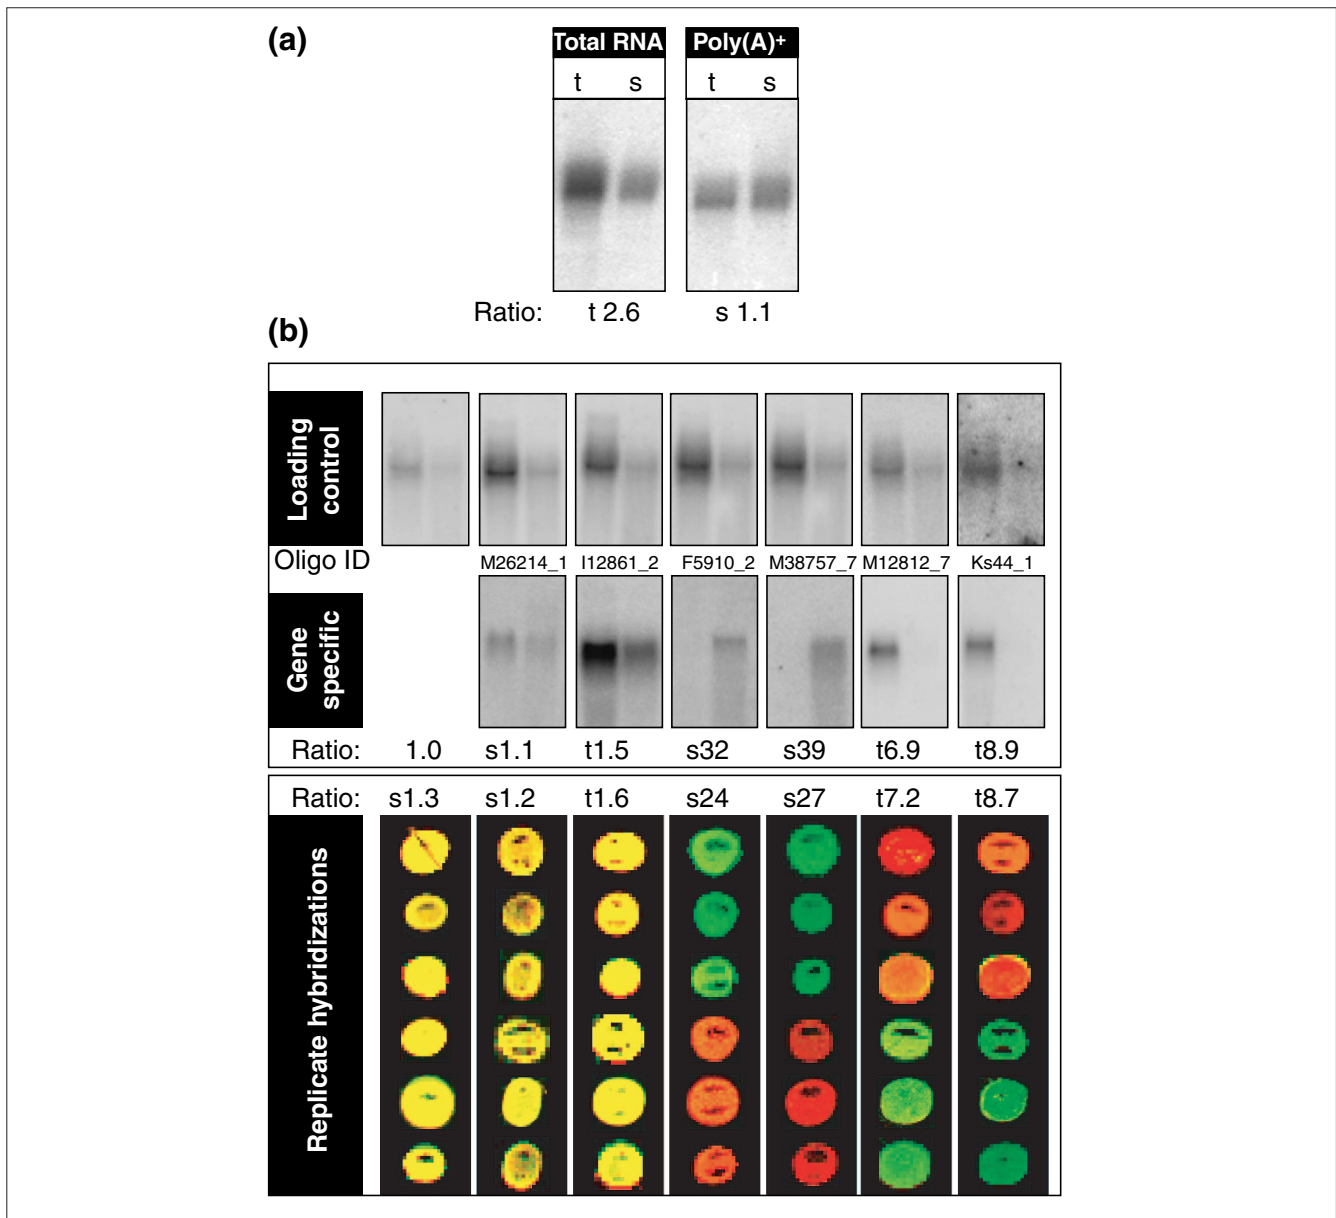 (a)
Total RNA Poly(A)+
t s t s
Ratio: t 2.6 s 1.1
(b)
Loading control
Oligo ID M26214_1 I12861_2 F5910_2 M38757_7 M12812_7 Ks44_1
Gene specific
Ratio: 1.0 s1.1 t1.5 s32 s39 t6.9 t8.9
Ratio: s1.3 s1.2 t1.6 s24 s27 t7.2 t8.7
Replicate hybridizations